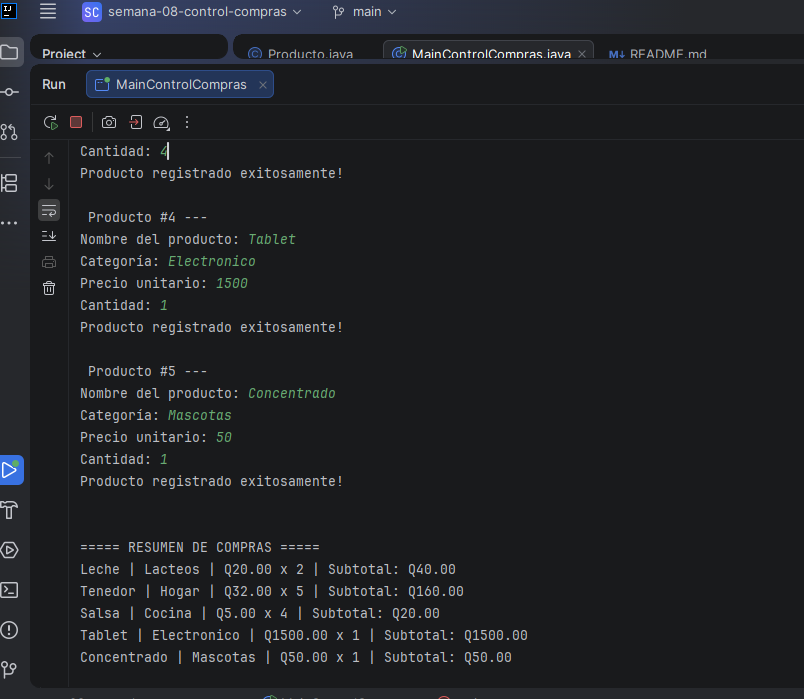 SC semana-08-control-compras main
Project Producto.java MainControlCompras.java README.md
Run MainControlCompras
Cantidad: 4
Producto registrado exitosamente!
Producto #4 ---
Nombre del producto: Tablet
Categoría: Electronico
Precio unitario: 1500
Cantidad: 1
Producto registrado exitosamente!
Producto #5 ---
Nombre del producto: Concentrado
Categoría: Mascotas
Precio unitario: 50
Cantidad: 1
Producto registrado exitosamente!
===== RESUMEN DE COMPRAS =====
Leche | Lacteos | Q20.00 x 2 | Subtotal: Q40.00
Tenedor | Hogar | Q32.00 x 5 | Subtotal: Q160.00
Salsa | Cocina | Q5.00 x 4 | Subtotal: Q20.00
Tablet | Electronico | Q1500.00 x 1 | Subtotal: Q1500.00
Concentrado | Mascotas | Q50.00 x 1 | Subtotal: Q50.00